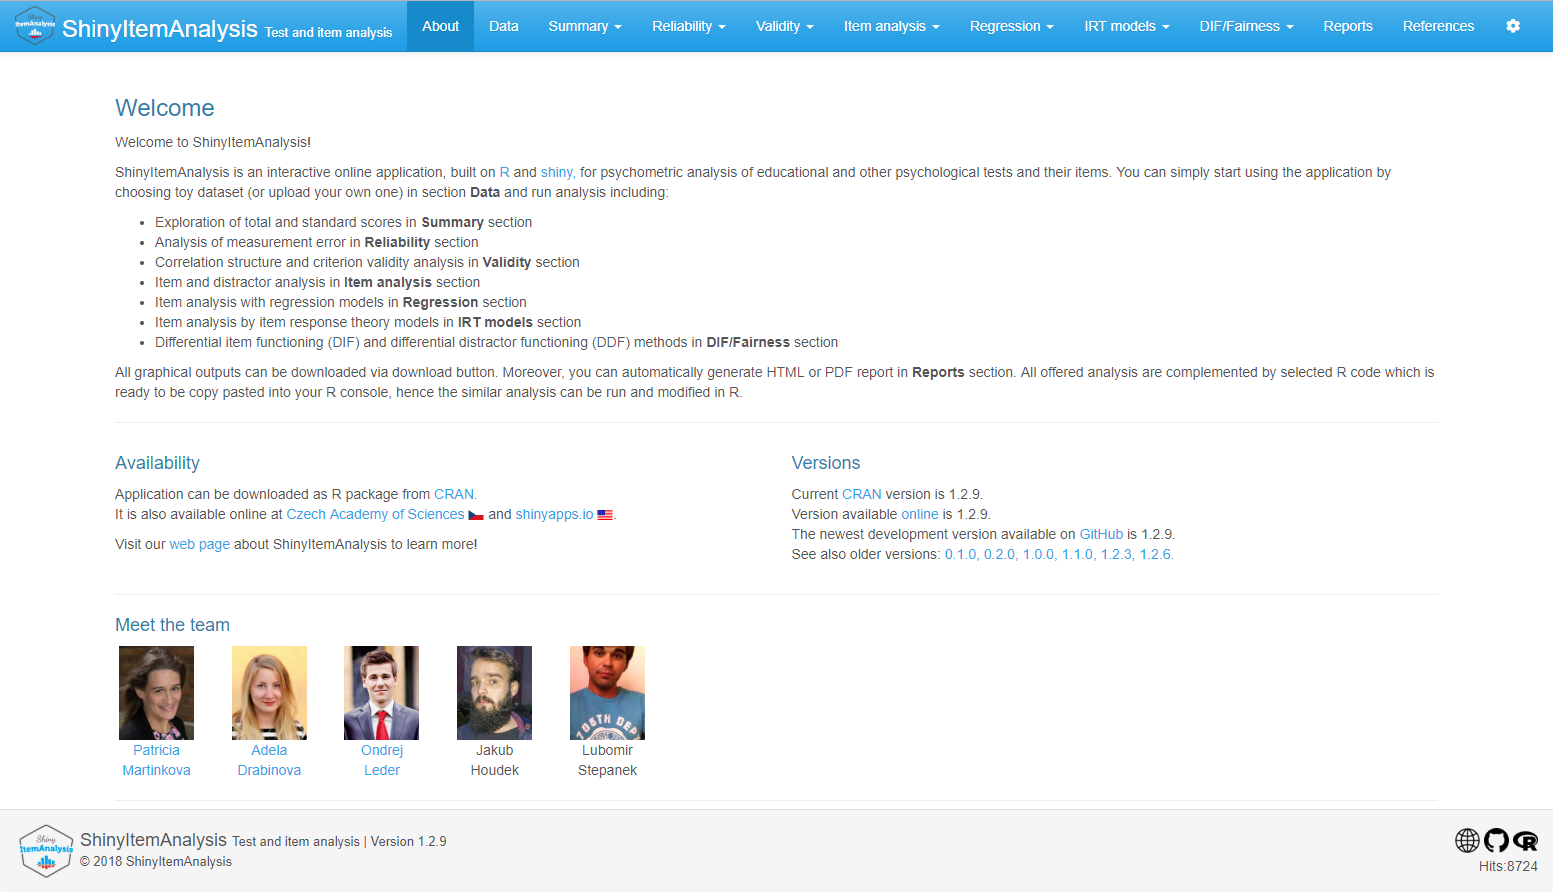 Shiny
ItemAnalysis
ShinyItemAnalysis Test and item analysis
About
Data
Summary
Reliability
Validity
Item analysis
Regression
IRT models
DIF/Fairness
Reports
References
Welcome
Welcome to ShinyItemAnalysis!
ShinyItemAnalysis is an interactive online application, built on R and shiny, for psychometric analysis of educational and other psychological tests and their items. You can simply start using the application by
choosing toy dataset (or upload your own one) in section Data and run analysis including:
• Exploration of total and standard scores in Summary section
• Analysis of measurement error in Reliability section
• Correlation structure and criterion validity analysis in Validity section
• Item and distractor analysis in Item analysis section
• Item analysis with regression models in Regression section
• Item analysis by item response theory models in IRT models section
• Differential item functioning (DIF) and differential distractor functioning (DDF) methods in DIF/Fairness section
All graphical outputs can be downloaded via download button. Moreover, you can automatically generate HTML or PDF report in Reports section. All offered analysis are complemented by selected R code which is
ready to be copy pasted into your R console, hence the similar analysis can be run and modified in R.
Availability
Application can be downloaded as R package from CRAN.
It is also available online at Czech Academy of Sciences and shinyapps.io .
Visit our web page about ShinyItemAnalysis to learn more!
Versions
Current CRAN version is 1.2.9.
Version available online is 1.2.9.
The newest development version available on GitHub is 1.2.9.
See also older versions: 0.1.0, 0.2.0, 1.0.0, 1.1.0, 1.2.3, 1.2.6.
Meet the team
705TH DEP
Patricia
Martinkova
Adela
Drabinova
Ondrej
Leder
Jakub
Houdek
Lubomir
Stepanek
Shiny
ItemAnalysis
ShinyItemAnalysis Test and item analysis | Version 1.2.9
© 2018 ShinyItemAnalysis
R
Hits:8724